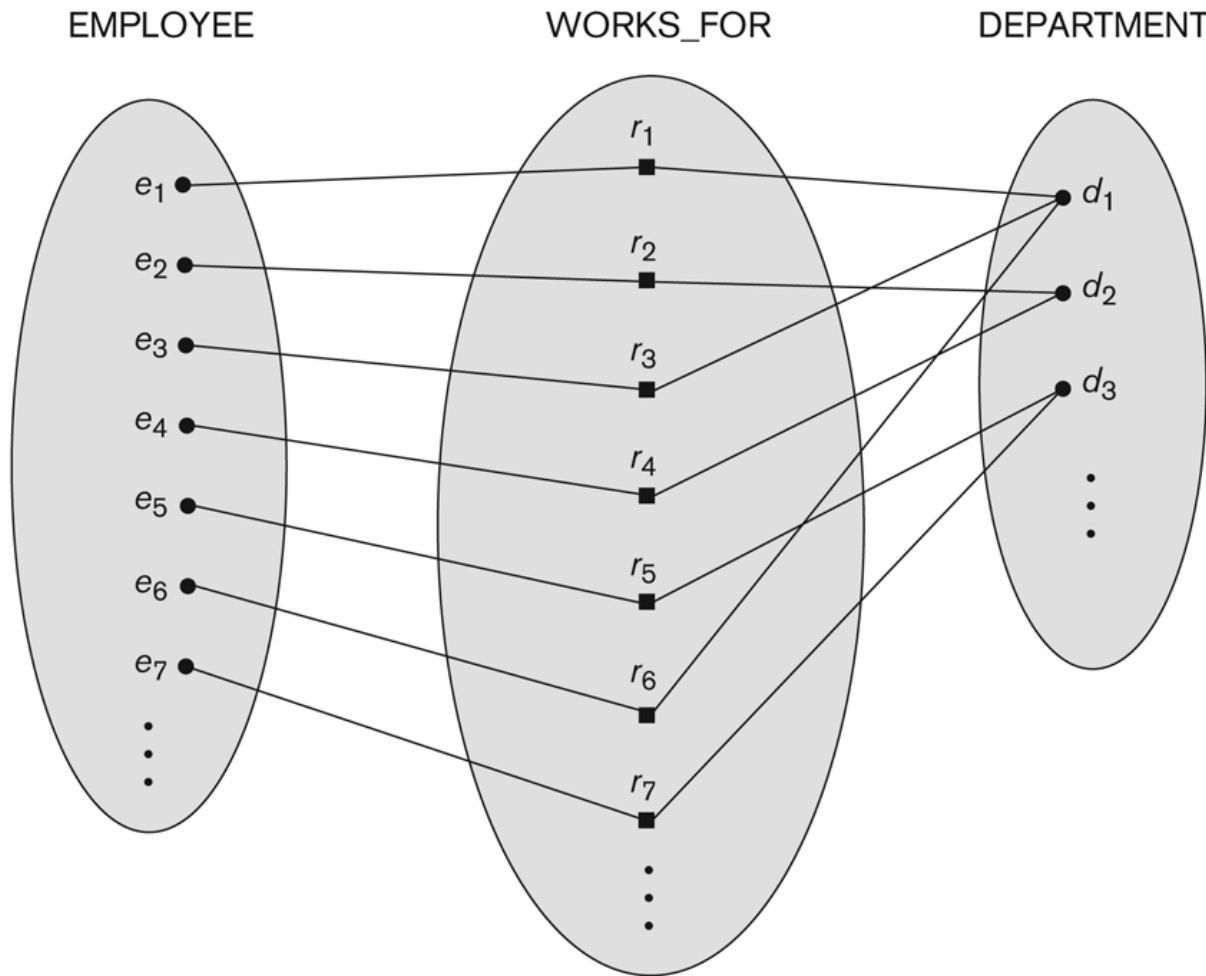 EMPLOYEE
WORKS_FOR
DEPARTMENT
e1
e2
e3
e4
e5
e6
e7
r1
r2
r3
r4
r5
r6
r7
d1
d2
d3